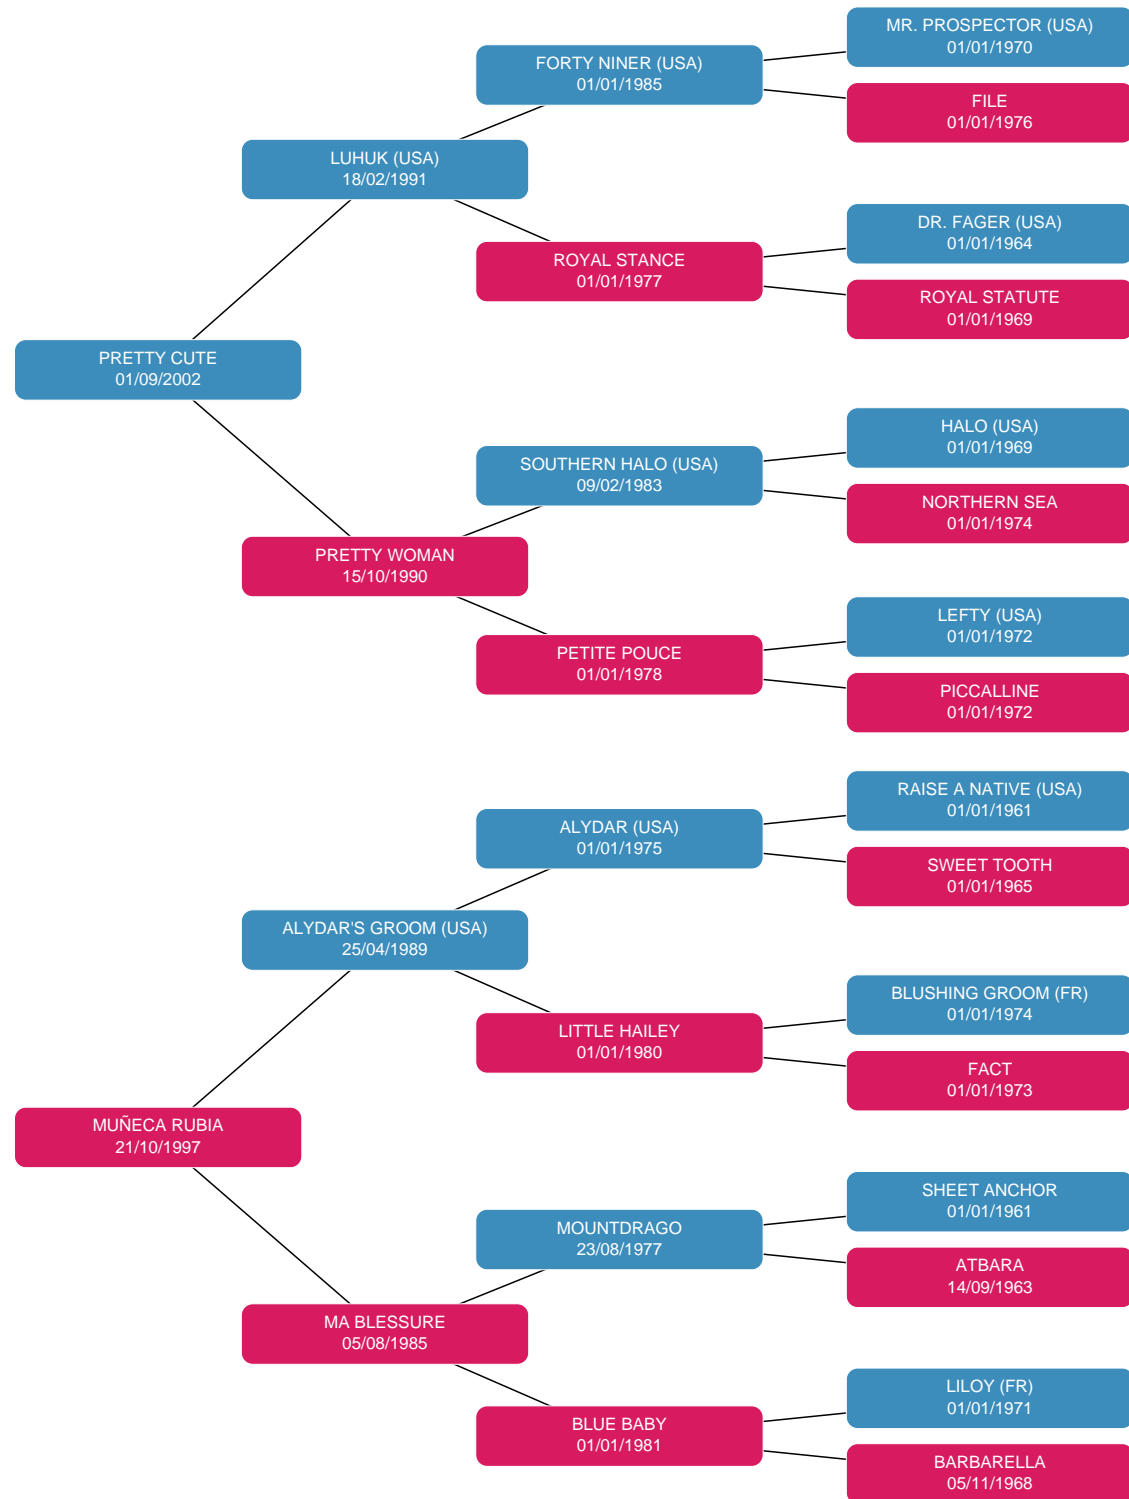 MR. PROSPECTOR (USA)
01/01/1970
FORTY NINER (USA)
01/01/1985
FILE
01/01/1976
LUHUK (USA)
18/02/1991
DR. FAGER (USA)
01/01/1964
ROYAL STANCE
01/01/1977
ROYAL STATUTE
01/01/1969
PRETTY CUTE
01/09/2002
HALO (USA)
01/01/1969
SOUTHERN HALO (USA)
09/02/1983
NORTHERN SEA
01/01/1974
PRETTY WOMAN
15/10/1990
LEFTY (USA)
01/01/1972
PETITE POUCE
01/01/1978
PICCALLINE
01/01/1972
RAISE A NATIVE (USA)
01/01/1961
ALYDAR (USA)
01/01/1975
SWEET TOOTH
01/01/1965
ALYDAR'S GROOM (USA)
25/04/1989
BLUSHING GROOM (FR)
01/01/1974
LITTLE HAILEY
01/01/1980
FACT
01/01/1973
MUÑECA RUBIA
21/10/1997
SHEET ANCHOR
01/01/1961
MOUNTDRAGO
23/08/1977
ATBARA
14/09/1963
MA BLESSURE
05/08/1985
LILOY (FR)
01/01/1971
BLUE BABY
01/01/1981
BARBARELLA
05/11/1968